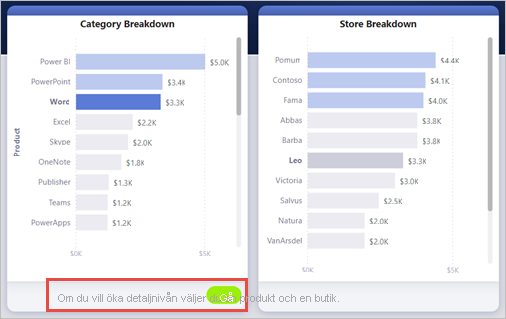 Category Breakdown
Product
Power BI $5.0K
PowerPoint $3.4K
Word $3.3K
Excel $2.2K
Skype $2.0K
OneNote $1.8K
Publisher $1.3K
Teams $1.2K
PowerApps $1.2K
$0K $5K
Store Breakdown
Pomum $4.4K
Contoso $4.1K
Fama $4.0K
Abbas $3.8K
Barba $3.8K
Leo $3.3K
Victoria $3.0K
Salvus $2.5K
Natura $2.0K
VanArsdel $2.0K
$0K $5K
Gå
Om du vill öka detaljnivån väljer du produkt och en butik.